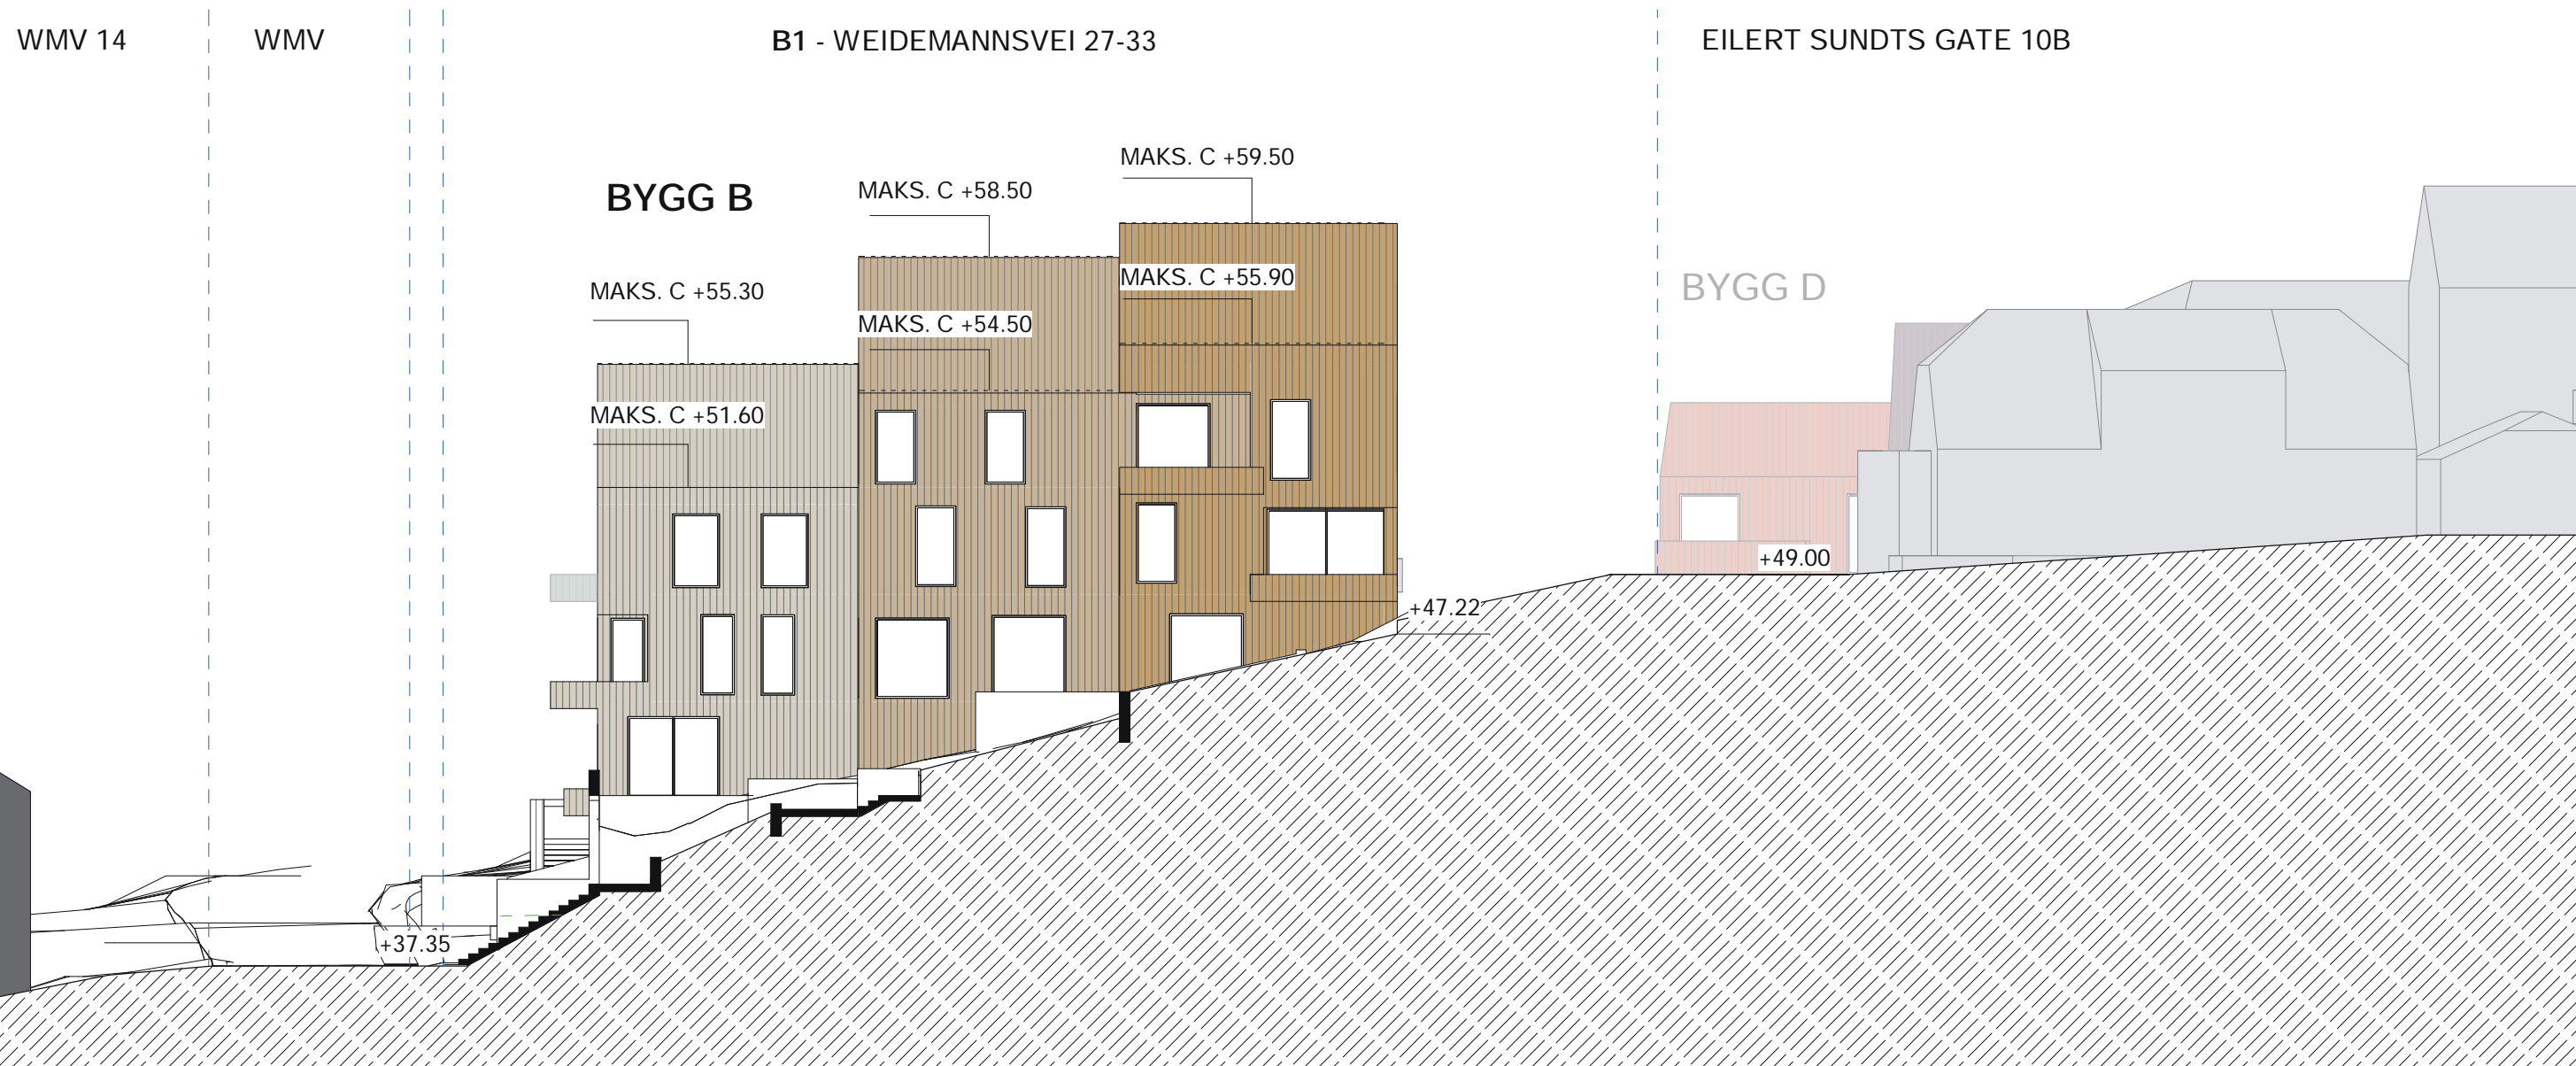 WMV 14
WMV
B1 - WEIDEMANNSVEI 27-33
EILERT SUNDTS GATE 10B
MAKS. C +59.50
BYGG B
MAKS. C +58.50
MAKS. C +55.90
BYGG D
MAKS. C +55.30
MAKS. C +54.50
MAKS. C +51.60
+49.00
+47.22
+37.35